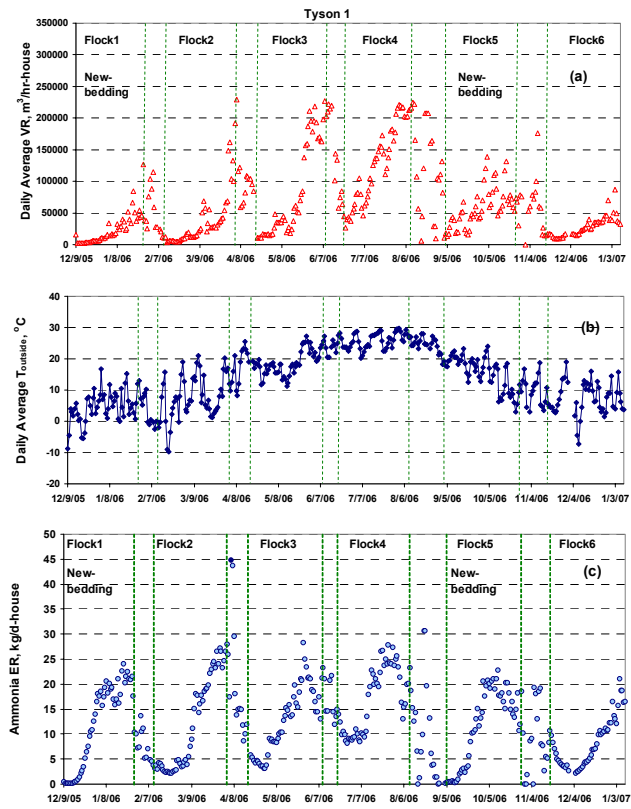 Tyson 1
Flock1 Flock2 Flock3 Flock4 Flock5 Flock6
New-bedding New-bedding
(a)
Daily Average VR, m³/hr-house
350000
300000
250000
200000
150000
100000
50000
0
12/9/05 1/8/06 2/7/06 3/9/06 4/8/06 5/8/06 6/7/06 7/7/06 8/6/06 9/5/06 10/5/06 11/4/06 12/4/06 1/3/07
(b)
Daily Average Toutside, °C
40
30
20
10
0
-10
-20
12/9/05 1/8/06 2/7/06 3/9/06 4/8/06 5/8/06 6/7/06 7/7/06 8/6/06 9/5/06 10/5/06 11/4/06 12/4/06 1/3/07
Flock1 Flock2 Flock3 Flock4 Flock5 Flock6
New-bedding New-bedding
(c)
Ammonia ER, kg/d-house
50
45
40
35
30
25
20
15
10
5
0
12/9/05 1/8/06 2/7/06 3/9/06 4/8/06 5/8/06 6/7/06 7/7/06 8/6/06 9/5/06 10/5/06 11/4/06 12/4/06 1/3/07